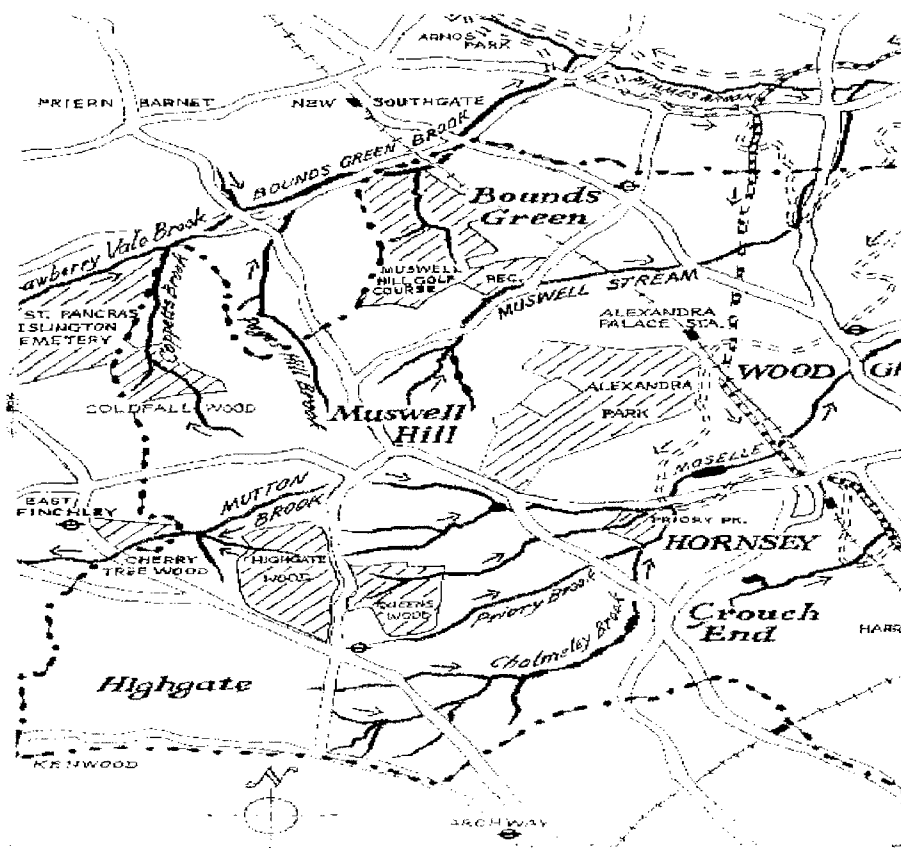 ARNOS
PARK
FRIERN BARNET
NEW SOUTHGATE
PYMMES BROOK
BOUNDS GREEN BROOK
Bounds
Green
awberry Vale Brook
MUSWELL
HILL GOLF
COURSE
REC.
MUSWELL STREAM
ST. PANCRAS
ISLINGTON
EMETERY
Coppetts Brook
ALEXANDRA
PALACE STA.
Hill Brook
WOOD GR
COLDFALL WOOD
Muswell
Hill
ALEXANDRA
PARK
MOSELLE
MUTTON
BROOK
EAST
FINCHLEY
PRIORY PK.
CHERRY
TREE WOOD
HIGHGATE
WOOD
HORNSEY
QUEENS
WOOD
Priory Brook
Crouch
End
HARR
Cholmeley Brook
Highgate
KENWOOD
N
ARCHWAY